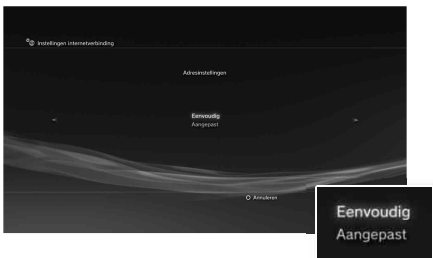 Instellingen internetverbinding
Adresinstellingen
Eenvoudig
Aangepast
Annuleren
Eenvoudig
Aangepast